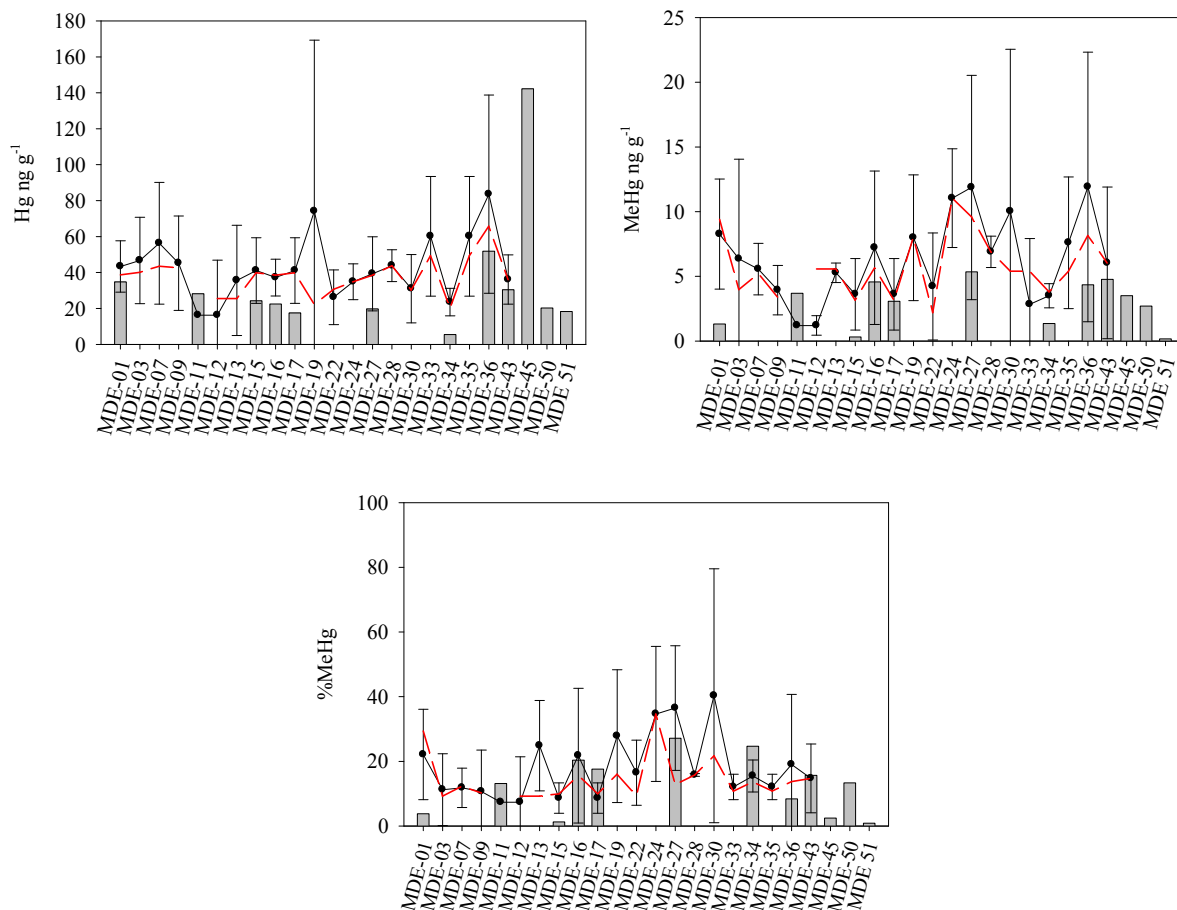 180
160
140
120
100
80
60
40
20
0
Hg ng g-1
MDE-01
MDE-03
MDE-07
MDE-09
MDE-11
MDE-12
MDE-13
MDE-15
MDE-16
MDE-17
MDE-19
MDE-22
MDE-24
MDE-27
MDE-28
MDE-30
MDE-33
MDE-34
MDE-35
MDE-36
MDE-43
MDE-45
MDE-50
MDE 51
25
20
15
10
5
0
MeHg ng g-1
MDE-01
MDE-03
MDE-07
MDE-09
MDE-11
MDE-12
MDE-13
MDE-15
MDE-16
MDE-17
MDE-19
MDE-22
MDE-24
MDE-27
MDE-28
MDE-30
MDE-33
MDE-34
MDE-35
MDE-36
MDE-43
MDE-45
MDE-50
MDE 51
100
80
60
40
20
0
%MeHg
MDE-01
MDE-03
MDE-07
MDE-09
MDE-11
MDE-12
MDE-13
MDE-15
MDE-16
MDE-17
MDE-19
MDE-22
MDE-24
MDE-27
MDE-28
MDE-30
MDE-33
MDE-34
MDE-35
MDE-36
MDE-43
MDE-45
MDE-50
MDE 51